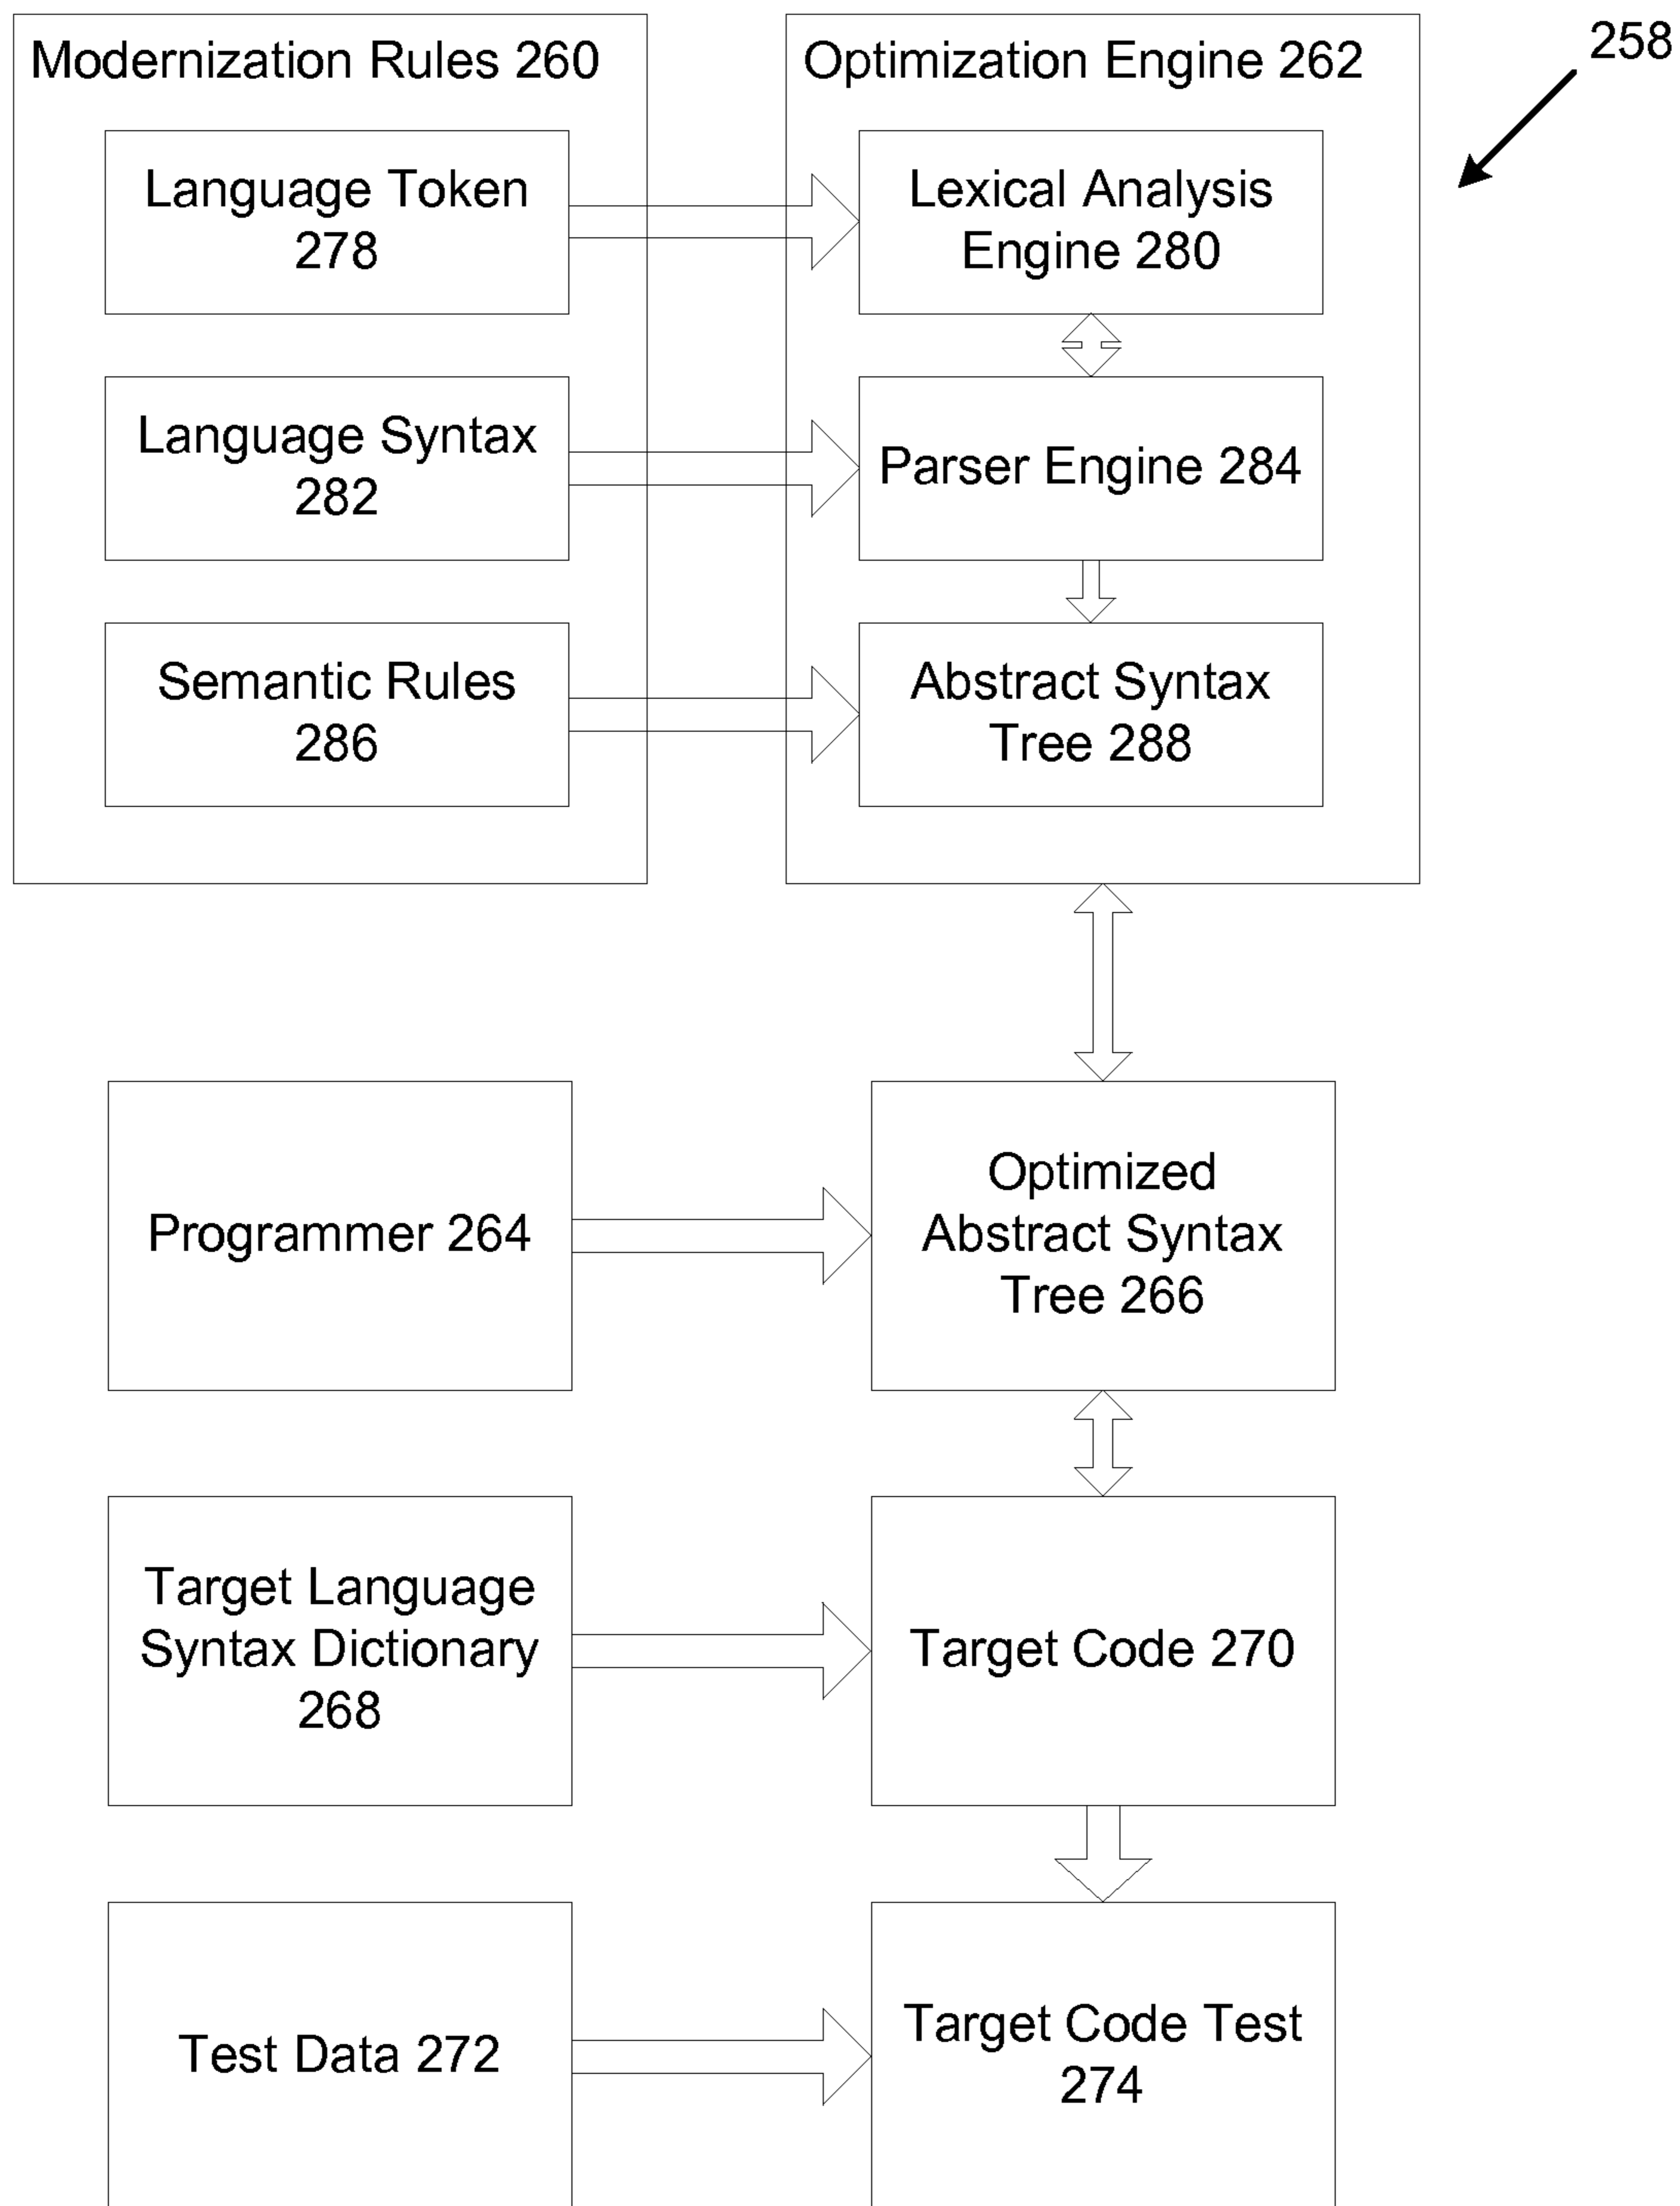 Modernization Rules 260
Optimization Engine 262
258
Language Token
278
Lexical Analysis
Engine 280
Language Syntax
282
Parser Engine 284
Semantic Rules
286
Abstract Syntax
Tree 288
Programmer 264
Optimized
Abstract Syntax
Tree 266
Target Language
Syntax Dictionary
268
Target Code 270
Test Data 272
Target Code Test
274